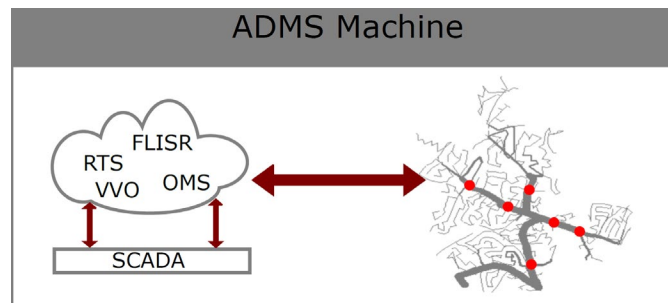 ADMS Machine
FLISR
RTS
VVO OMS
SCADA